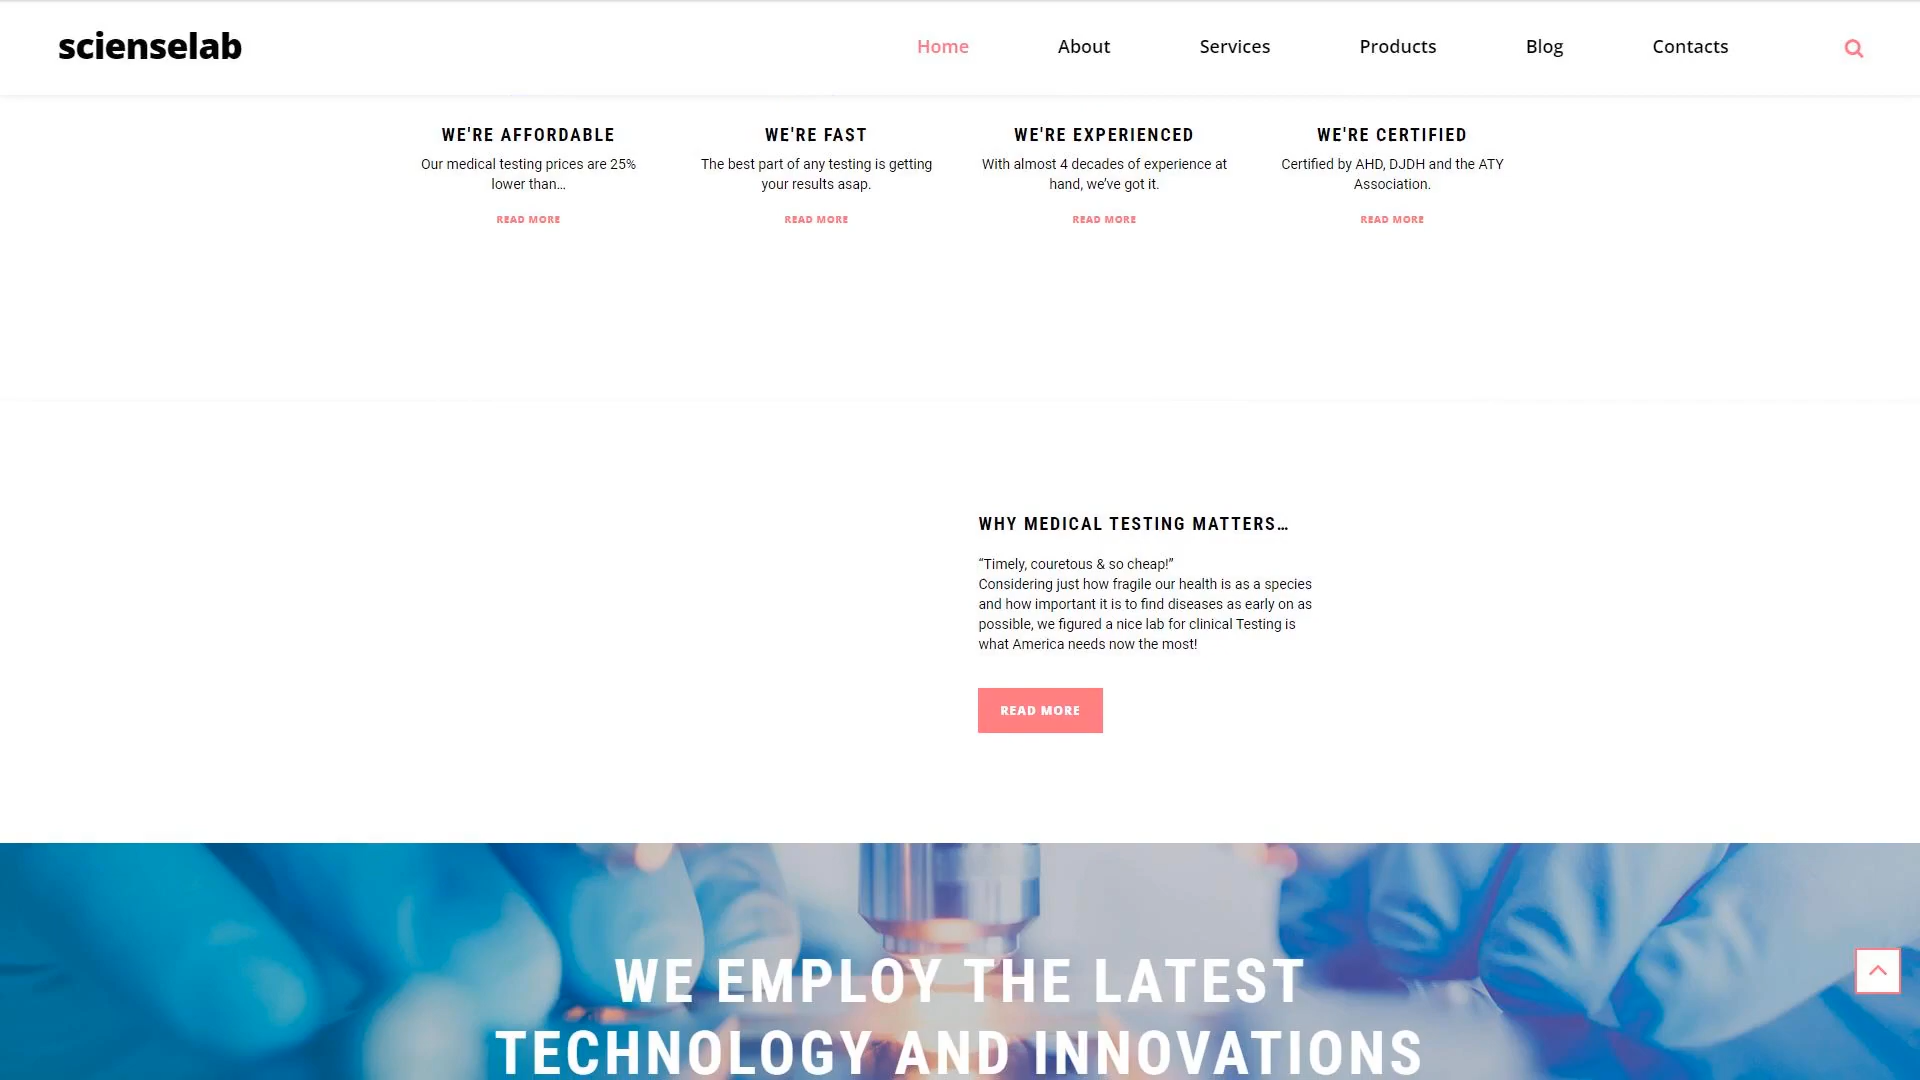 scienselab
Home About Services Products Blog Contacts
WE'RE AFFORDABLE
Our medical testing prices are 25%
lower than...
READ MORE
WE'RE FAST
The best part of any testing is getting
your results asap.
READ MORE
WE'RE EXPERIENCED
With almost 4 decades of experience at
hand, we’ve got it.
READ MORE
WE'RE CERTIFIED
Certified by AHD, DJDH and the ATY
Association.
READ MORE
WHY MEDICAL TESTING MATTERS…
“Timely, couretous & so cheap!”
Considering just how fragile our health is as a species
and how important it is to find diseases as early on as
possible, we figured a nice lab for clinical Testing is
what America needs now the most!
READ MORE
WE EMPLOY THE LATEST
TECHNOLOGY AND INNOVATIONS